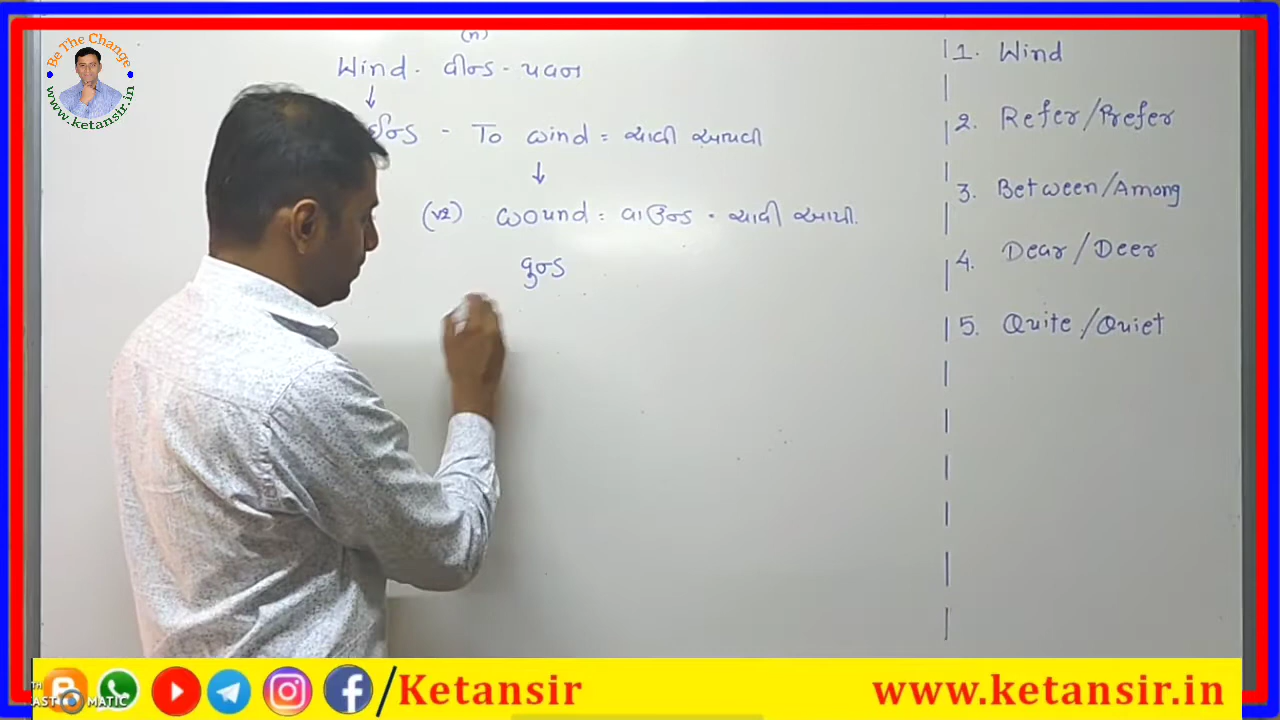 Be The Change
www.ketansir.in
(n)
Wind - વીન્ડ - પવન
↓
ઈન્ડ - To wind = ચાવી આપવી
↓
(v2) wound = વાઉન્ડ - ચાવી આપી.
વુન્ડ
1. Wind
2. Refer/Prefer
3. Between/Among
4. Dear/Deer
5. Quite/Quiet
/Ketansir
www.ketansir.in